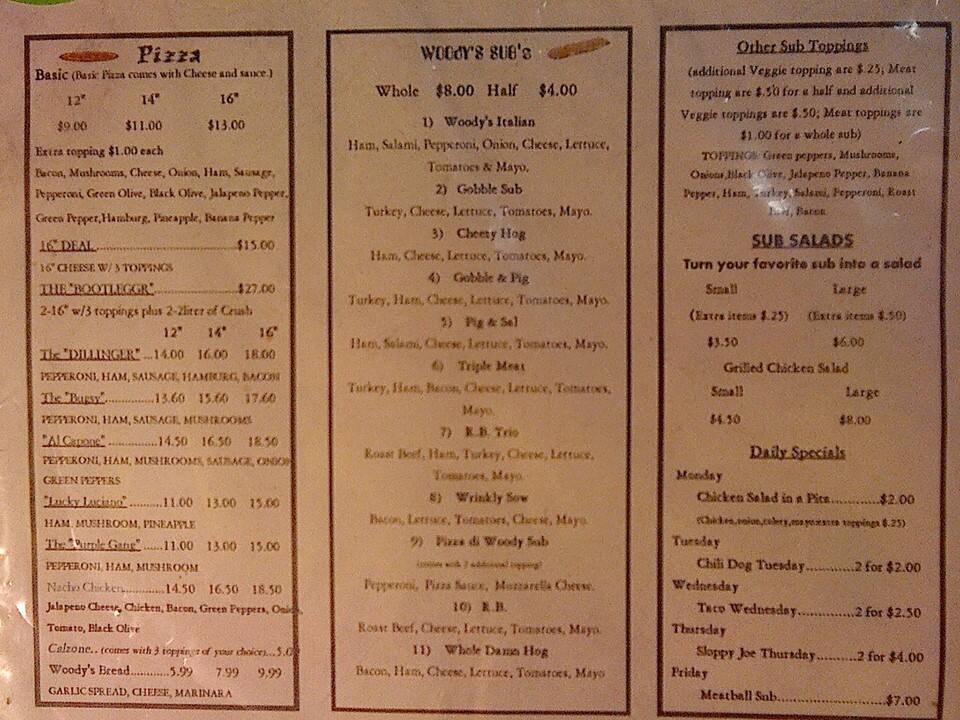 Pizza
Basic (Basic Pizza comes with Cheese and sauce.)
12" 14" 16"
$9.00 $11.00 $13.00
Extra topping $1.00 each
Bacon, Mushrooms, Cheese, Onion, Ham, Sausage,
Pepperoni, Green Olive, Black Olive, Jalapeno Pepper,
Green Pepper,Hamburg, Pineapple, Banana Pepper
16" DEAL...............................$15.00
16" CHEESE W/ 3 TOPPINGS
THE "BOOTLEGGR"..................$27.00
2-16" w/3 toppings plus 2-2liter of Crush
12" 14" 16"
The "DILLINGER" ...14.00 16.00 18.00
PEPPERONI, HAM, SAUSAGE, HAMBURG, BACON
The "Bugsy"..............13.60 15.60 17.60
PEPPERONI, HAM, SAUSAGE, MUSHROOMS
"Al Capone" .............14.50 16.50 18.50
PEPPERONI, HAM, MUSHROOMS, SAUSAGE, ONION
GREEN PEPPERS
"Lucky Luciano".........11.00 13.00 15.00
HAM, MUSHROOM, PINEAPPLE
The "Purple Gang".....11.00 13.00 15.00
PEPPERONI, HAM, MUSHROOM
Nacho Chicken...........14.50 16.50 18.50
Jalapeno Cheese, Chicken, Bacon, Green Peppers, Onion,
Tomato, Black Olive
Calzone.. (comes with 3 toppings of your choice)...5.0
Woody's Bread..........5.99 7.99 9.99
GARLIC SPREAD, CHEESE, MARINARA
WOODY'S SUB's
Whole $8.00 Half $4.00
1) Woody's Italian
Ham, Salami, Pepperoni, Onion, Cheese, Lettuce,
Tomatoes & Mayo.
2) Gobble Sub
Turkey, Cheese, Lettuce, Tomatoes, Mayo.
3) Cheesy Hog
Ham, Cheese, Lettuce, Tomatoes, Mayo.
4) Gobble & Pig
Turkey, Ham, Cheese, Lettuce, Tomatoes, Mayo.
5) Pig & Sal
Ham, Salami, Cheese, Lettuce, Tomatoes, Mayo.
6) Triple Meat
Turkey, Ham, Bacon, Cheese, Lettuce, Tomatoes,
Mayo.
7) R.B. Trio
Roast Beef, Ham, Turkey, Cheese, Lettuce,
Tomatoes, Mayo.
8) Wrinkly Sow
Bacon, Lettuce, Tomatoes, Cheese, Mayo.
9) Pizza di Woody Sub
(comes with 2 additional topping)
Pepperoni, Pizza Sauce, Mozzarella Cheese.
10) R.B.
Roast Beef, Cheese, Lettuce, Tomatoes, Mayo.
11) Whole Damn Hog
Bacon, Ham, Cheese, Lettuce, Tomatoes, Mayo
Other Sub Toppings
(additional Veggie topping are $.25; Meat
topping are $.50 for a half and additional
Veggie toppings are $.50; Meat toppings are
$1.00 for a whole sub)
TOPPINGS: Green peppers, Mushrooms,
Onions,Black Olive, Jalepeno Pepper, Banana
Pepper, Ham, Turkey, Salami, Pepperoni, Roast
Beef, Bacon
SUB SALADS
Turn your favorite sub into a salad
Small Large
(Extra items $.25) (Extra items $.50)
$3.50 $6.00
Grilled Chicken Salad
Small Large
$4.50 $8.00
Daily Specials
Monday
Chicken Salad in a Pita...........$2.00
(Chicken,onion,celery,mayo:extra toppings $.25)
Tuesday
Chili Dog Tuesday...........2 for $2.00
Wednesday
Taco Wednesday.............2 for $2.50
Thursday
Sloppy Joe Thursday.........2 for $4.00
Friday
Meatball Sub..........................$7.00